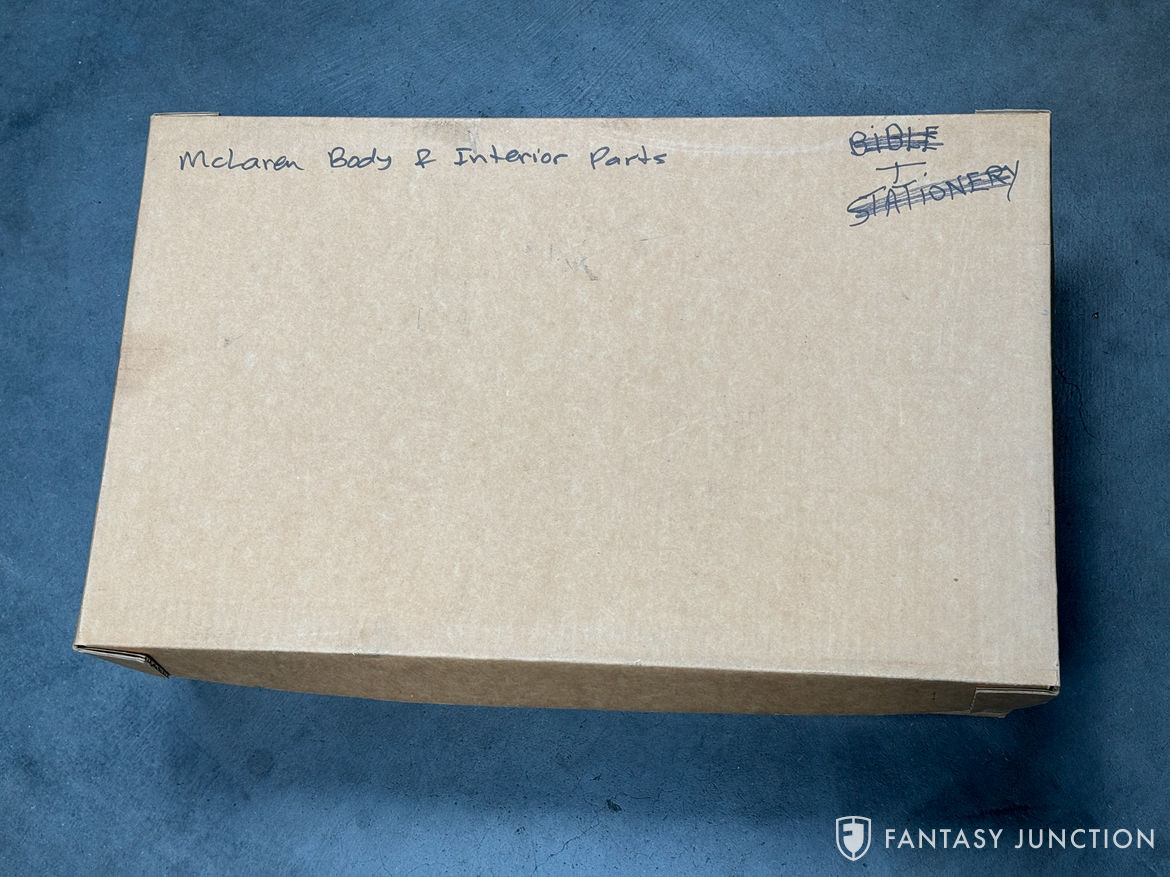 McLaren Body & Interior Parts
BiBLE
I
STATiONERY
FANTASY JUNCTION